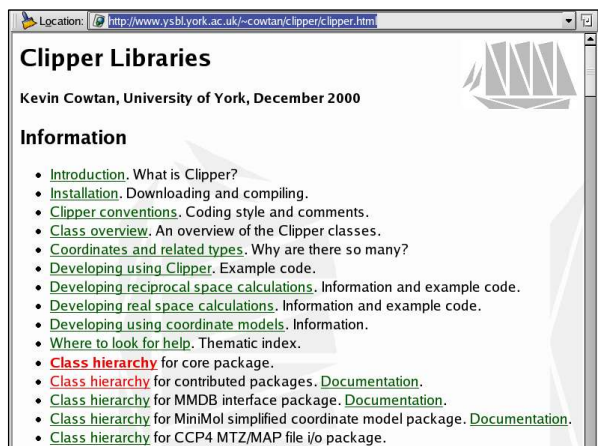 Location: http://www.ysbl.york.ac.uk/~cowtan/clipper/clipper.html
Clipper Libraries
Kevin Cowtan, University of York, December 2000
Information
• Introduction. What is Clipper?
• Installation. Downloading and compiling.
• Clipper conventions. Coding style and comments.
• Class overview. An overview of the Clipper classes.
• Coordinates and related types. Why are there so many?
• Developing using Clipper. Example code.
• Developing reciprocal space calculations. Information and example code.
• Developing real space calculations. Information and example code.
• Developing using coordinate models. Information.
• Where to look for help. Thematic index.
• Class hierarchy for core package.
• Class hierarchy for contributed packages. Documentation.
• Class hierarchy for MMDB interface package. Documentation.
• Class hierarchy for MiniMol simplified coordinate model package. Documentation.
• Class hierarchy for CCP4 MTZ/MAP file i/o package.